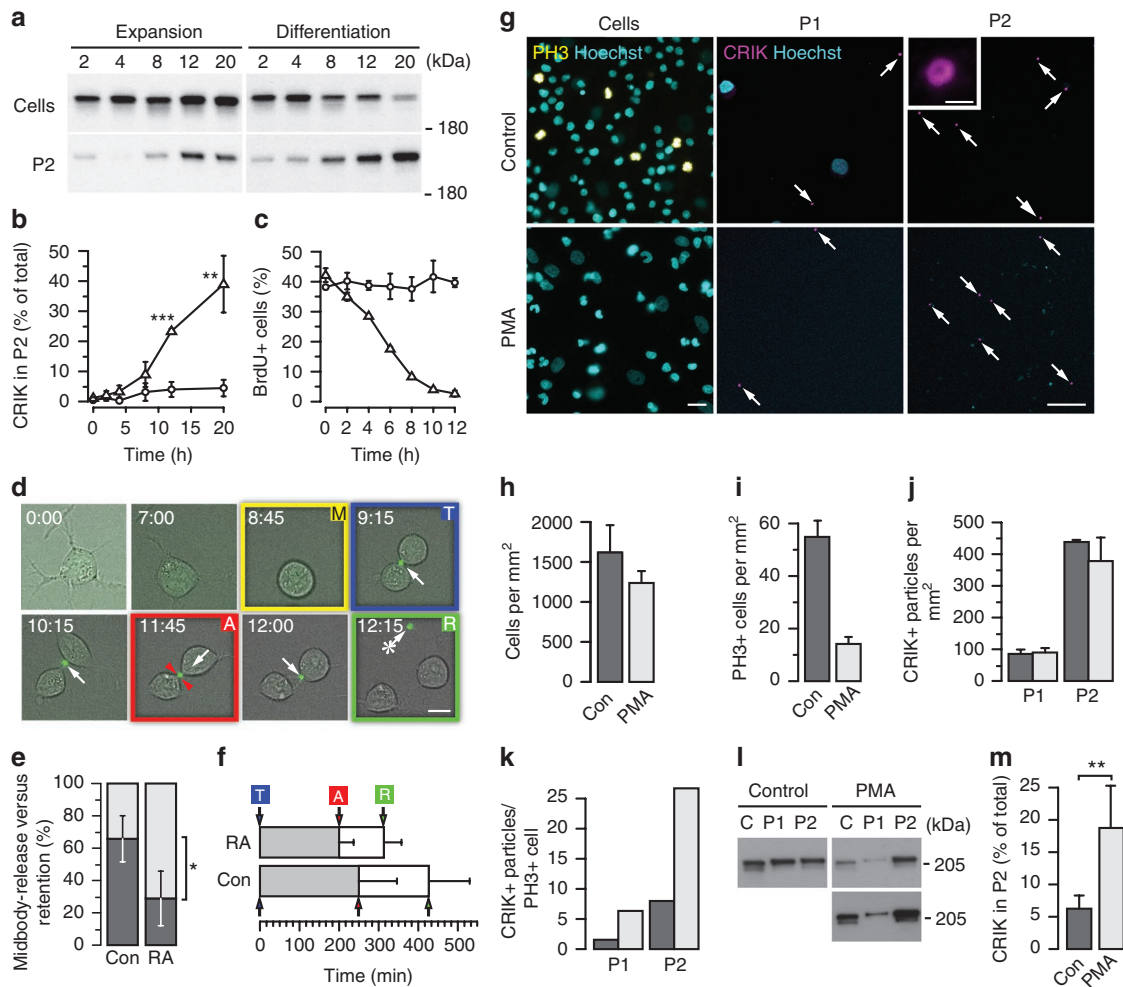 a
Expansion Differentiation
2 4 8 12 20 2 4 8 12 20 (kDa)
Cells
- 180
P2
- 180
b
CRIK in P2 (% of total)
50
40
30
20
10
0
** 
***
0 5 10 15 20
Time (h)
c
BrdU+ cells (%)
50
40
30
20
10
0
0 2 4 6 8 10 12
Time (h)
d
0:00 7:00 8:45 M 9:15 T
10:15 11:45 A 12:00 12:15 R
*
e
Midbody-release versus
retention (%)
100
80
60
40
20
0
*
Con RA
f
T A R
RA
Con
0 100 200 300 400 500
Time (min)
g
Cells P1 P2
PH3 Hoechst CRIK Hoechst
Control
PMA
h
Cells per mm2
2000
1500
1000
500
0
Con PMA
i
PH3+ cells per mm2
60
40
20
0
Con PMA
j
CRIK+ particles per
mm2
500
400
300
200
100
0
P1 P2
k
CRIK+ particles/
PH3+ cell
25
20
15
10
5
0
P1 P2
l
Control PMA
C P1 P2 C P1 P2 (kDa)
- 205
- 205
m
CRIK in P2 (% of total)
25
20
15
10
5
0
**
Con PMA